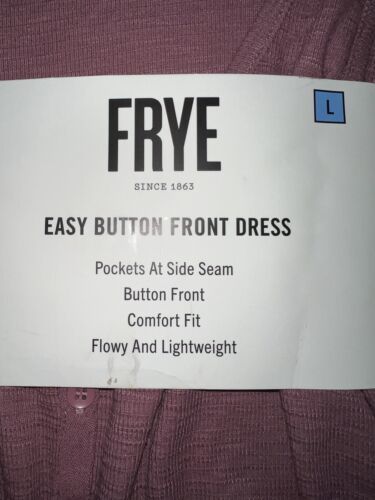 L
FRYE
SINCE 1863
EASY BUTTON FRONT DRESS
Pockets At Side Seam
Button Front
Comfort Fit
Flowy And Lightweight